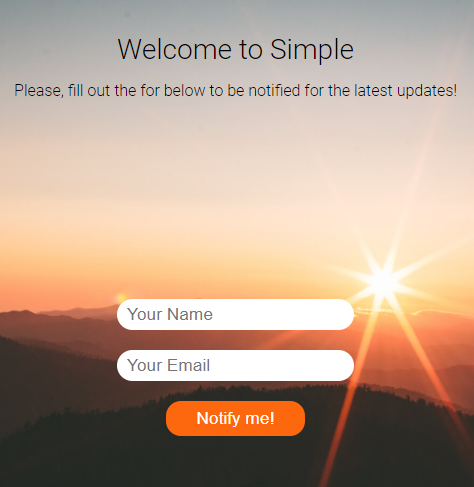 Welcome to Simple
Please, fill out the for below to be notified for the latest updates!
Your Name
Your Email
Notify me!